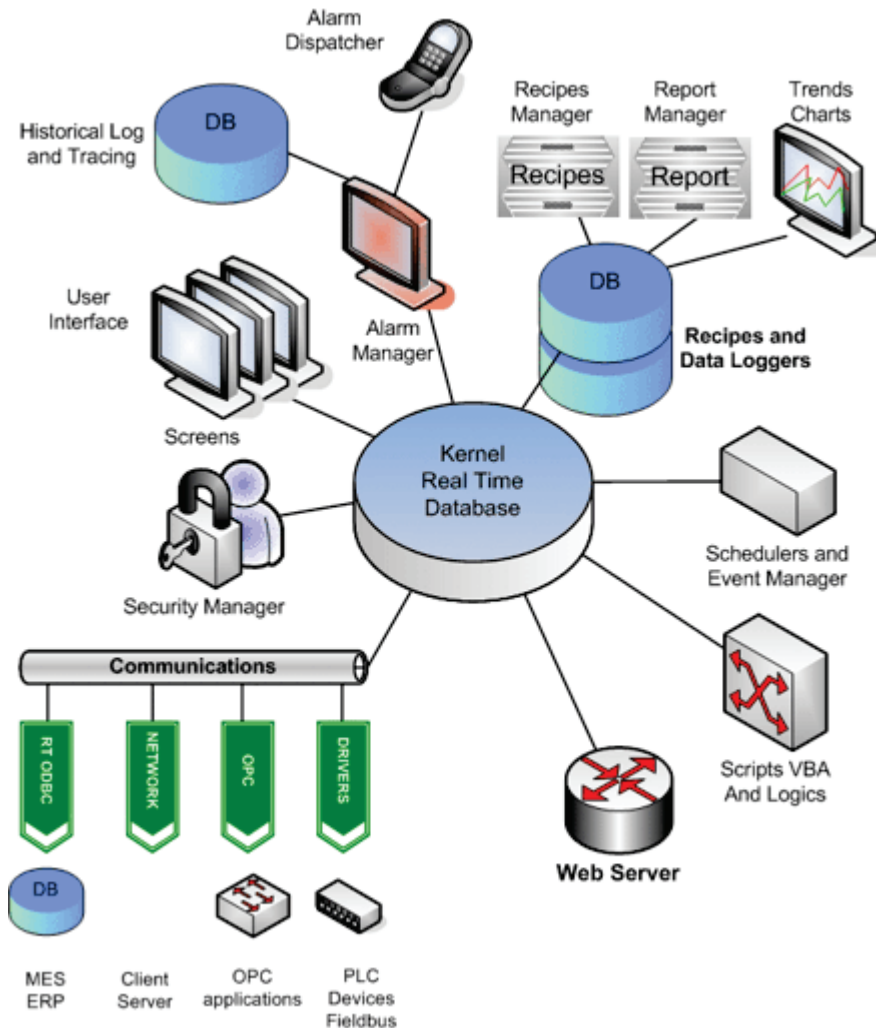 Alarm
Dispatcher
DB
Historical Log
and Tracing
Recipes
Manager
Report
Manager
Trends
Charts
Recipes
Report
User
Interface
Alarm
Manager
DB
Recipes and
Data Loggers
Screens
Kernel
Real Time
Database
Security Manager
Schedulers and
Event Manager
Communications
RT ODBC
NETWORK
OPC
DRIVERS
Scripts VBA
And Logics
Web Server
DB
MES
ERP
Client
Server
OPC
applications
PLC
Devices
Fieldbus